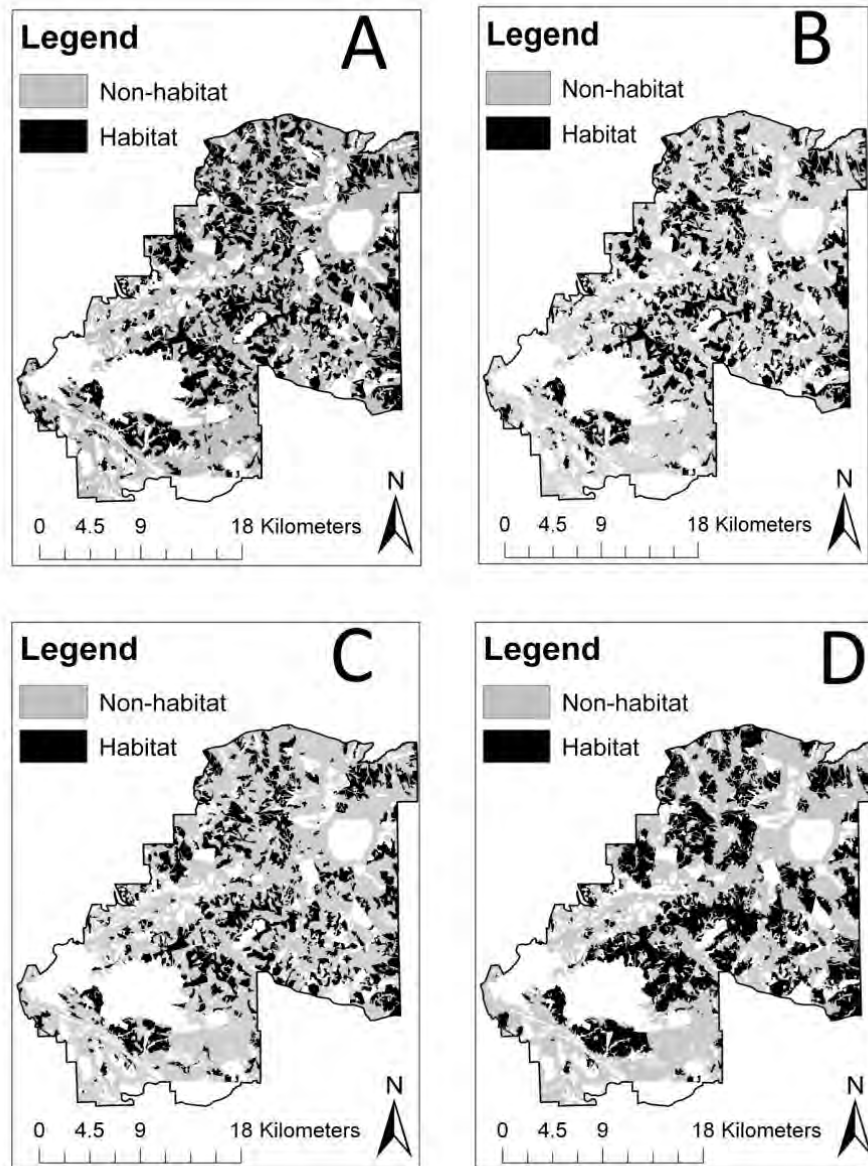 Legend
A
Non-habitat
Habitat
N
0 4.5 9 18 Kilometers
Legend
B
Non-habitat
Habitat
N
0 4.5 9 18 Kilometers
Legend
C
Non-habitat
Habitat
N
0 4.5 9 18 Kilometers
Legend
D
Non-habitat
Habitat
N
0 4.5 9 18 Kilometers